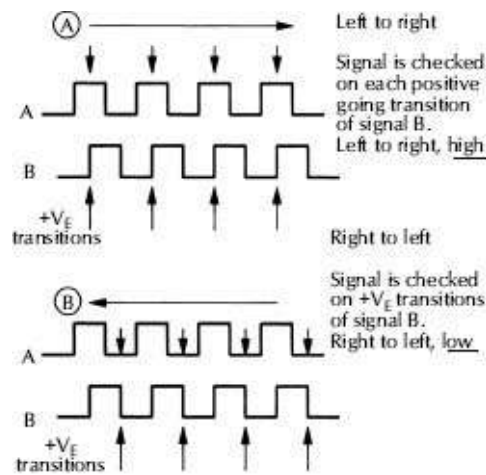 A
Left to right
Signal is checked
on each positive
going transition
of signal B.
Left to right, high
A
B
+VE
transitions
Right to left
B
Signal is checked
on +VE transitions
of signal B.
Right to left, low
A
B
+VE
transitions